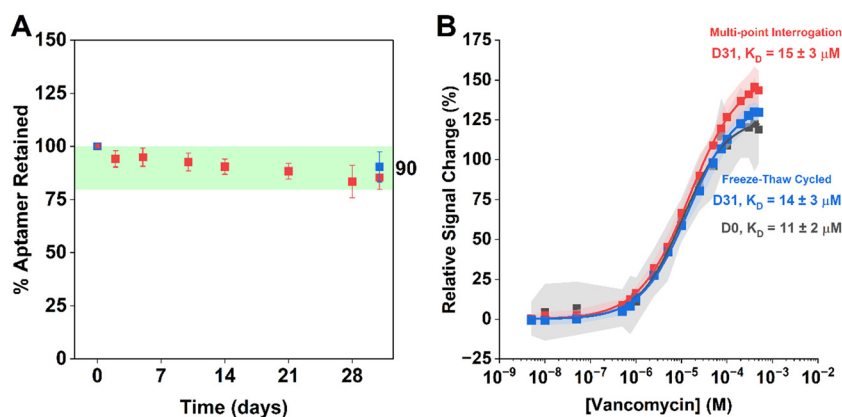 A
150
125
100
75
50
25
0
% Aptamer Retained
90
0 7 14 21 28
Time (days)
B
Multi-point Interrogation
D31, K_D = 15 ± 3 μM
175
150
125
100
75
50
25
0
−25
Relative Signal Change (%)
Freeze-Thaw Cycled
D31, K_D = 14 ± 3 μM
D0, K_D = 11 ± 2 μM
10⁻⁹ 10⁻⁸ 10⁻⁷ 10⁻⁶ 10⁻⁵ 10⁻⁴ 10⁻³ 10⁻²
[Vancomycin] (M)